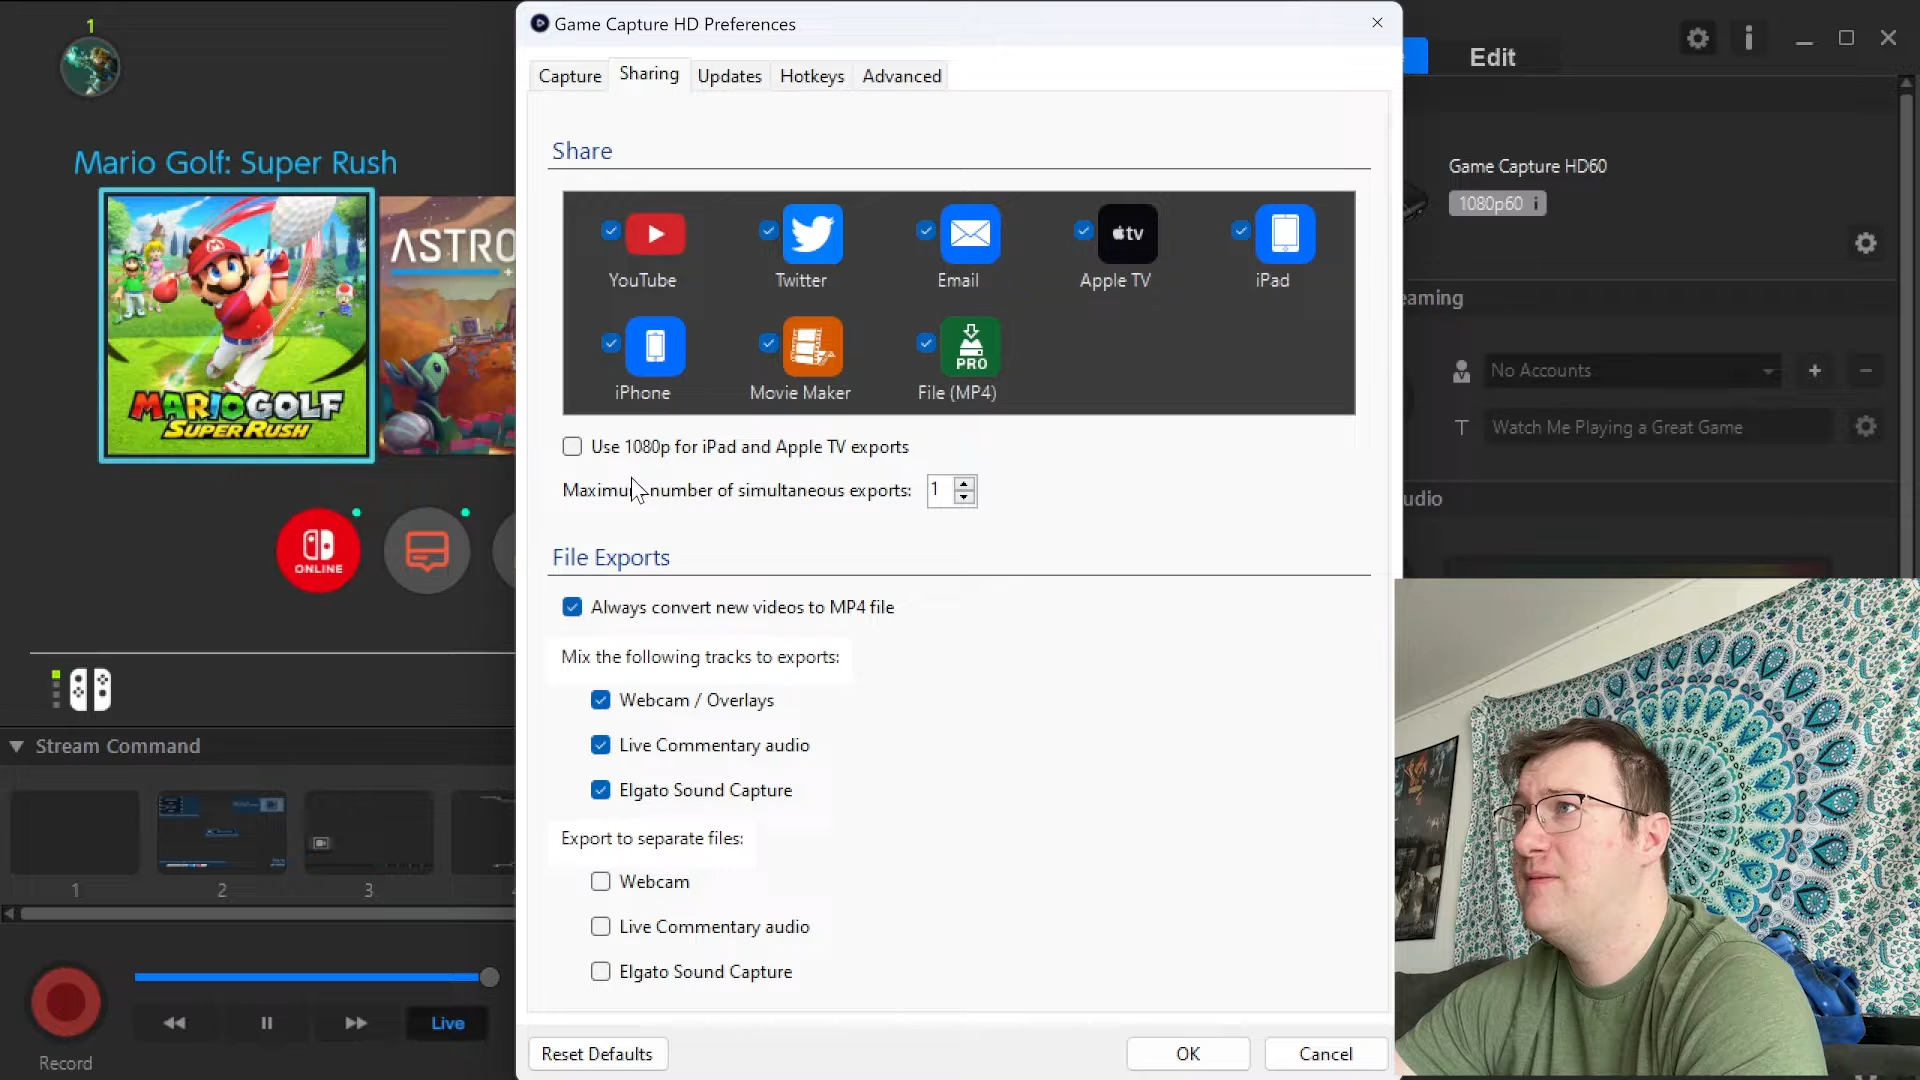 1
Mario Golf: Super Rush
MARIO GOLF
SUPER RUSH
ASTRO
ONLINE
Stream Command
1
2
3
Record
Live
Game Capture HD Preferences
Capture
Sharing
Updates
Hotkeys
Advanced
Share
YouTube
Twitter
Email
tv
Apple TV
iPad
iPhone
Movie Maker
PRO
File (MP4)
Use 1080p for iPad and Apple TV exports
Maximum number of simultaneous exports:
1
File Exports
Always convert new videos to MP4 file
Mix the following tracks to exports:
Webcam / Overlays
Live Commentary audio
Elgato Sound Capture
Export to separate files:
Webcam
Live Commentary audio
Elgato Sound Capture
Reset Defaults
OK
Cancel
Edit
Game Capture HD60
1080p60 i
eaming
No Accounts
T
Watch Me Playing a Great Game
udio